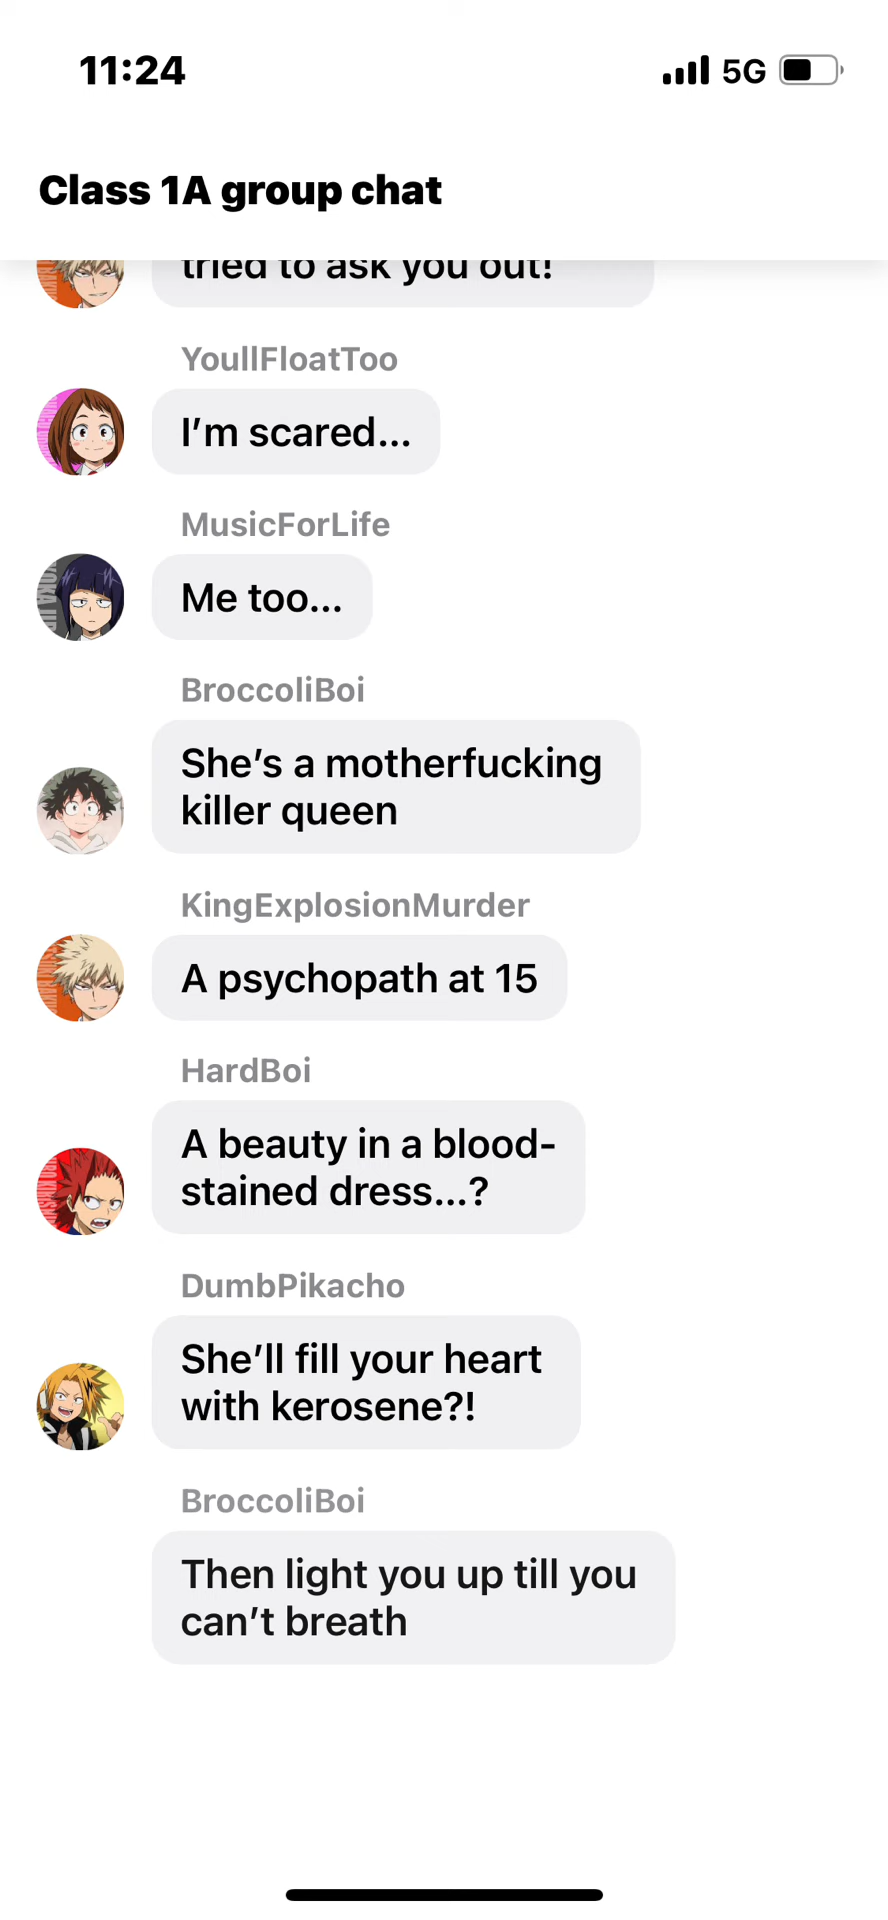 11:24
5G
Class 1A group chat
tried to ask you out!
YoullFloatToo
I'm scared...
MusicForLife
Me too...
BroccoliBoi
She's a motherfucking
killer queen
KingExplosionMurder
A psychopath at 15
HardBoi
A beauty in a blood-
stained dress...?
DumbPikacho
She'll fill your heart
with kerosene?!
BroccoliBoi
Then light you up till you
can't breath